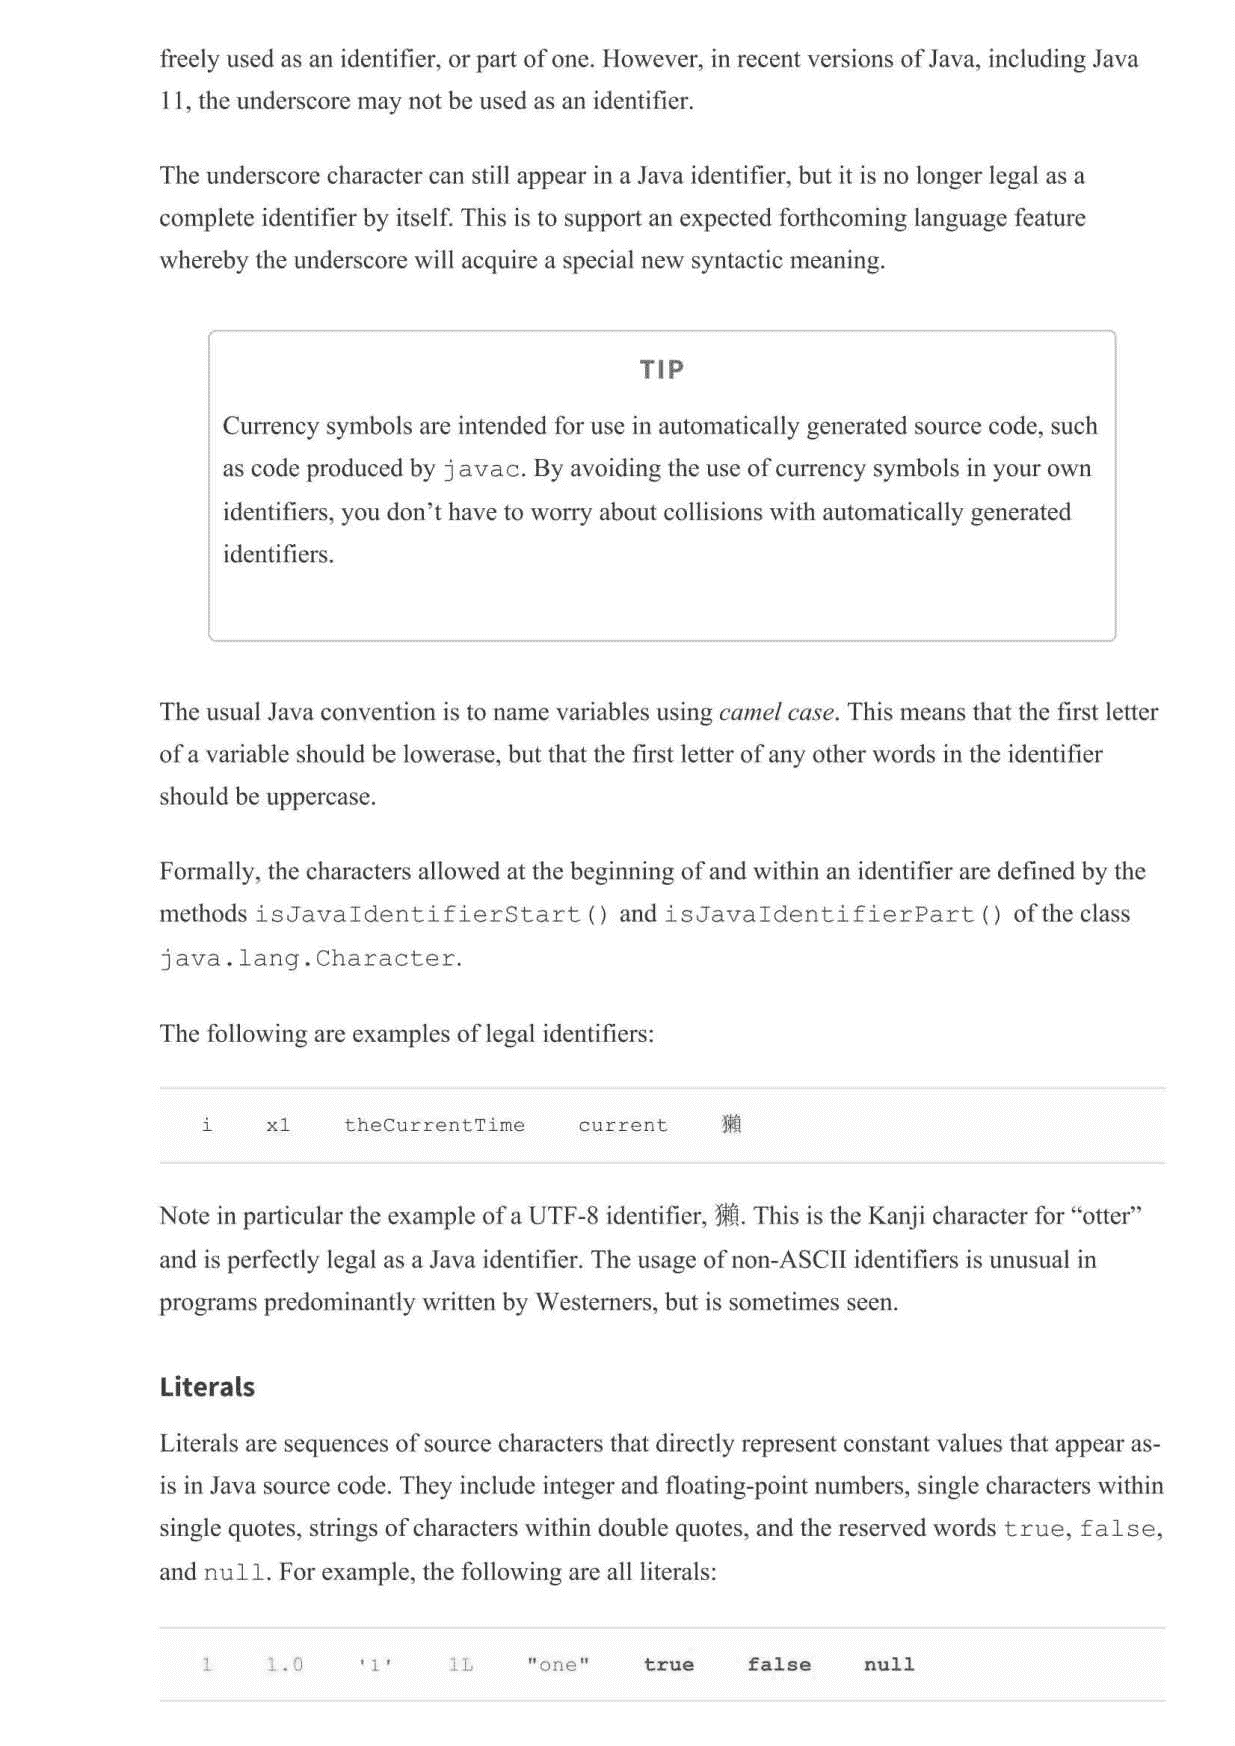 freely used as an identifier, or part of one. However, in recent versions of Java, including Java
11, the underscore may not be used as an identifier.
The underscore character can still appear in a Java identifier, but it is no longer legal as a
complete identifier by itself. This is to support an expected forthcoming language feature
whereby the underscore will acquire a special new syntactic meaning.
TIP
Currency symbols are intended for use in automatically generated source code, such
as code produced by javac. By avoiding the use of currency symbols in your own
identifiers, you don’t have to worry about collisions with automatically generated
identifiers.
The usual Java convention is to name variables using camel case. This means that the first letter
of a variable should be lowerase, but that the first letter of any other words in the identifier
should be uppercase.
Formally, the characters allowed at the beginning of and within an identifier are defined by the
methods isJavaIdentifierStart() and isJavaIdentifierPart() of the class
java.lang.Character.
The following are examples of legal identifiers:
i x1 theCurrentTime current 獺
Note in particular the example of a UTF-8 identifier, 獺. This is the Kanji character for “otter”
and is perfectly legal as a Java identifier. The usage of non-ASCII identifiers is unusual in
programs predominantly written by Westerners, but is sometimes seen.
Literals
Literals are sequences of source characters that directly represent constant values that appear as-
is in Java source code. They include integer and floating-point numbers, single characters within
single quotes, strings of characters within double quotes, and the reserved words true, false,
and null. For example, the following are all literals:
1 1.0 '1' 1L "one" true false null